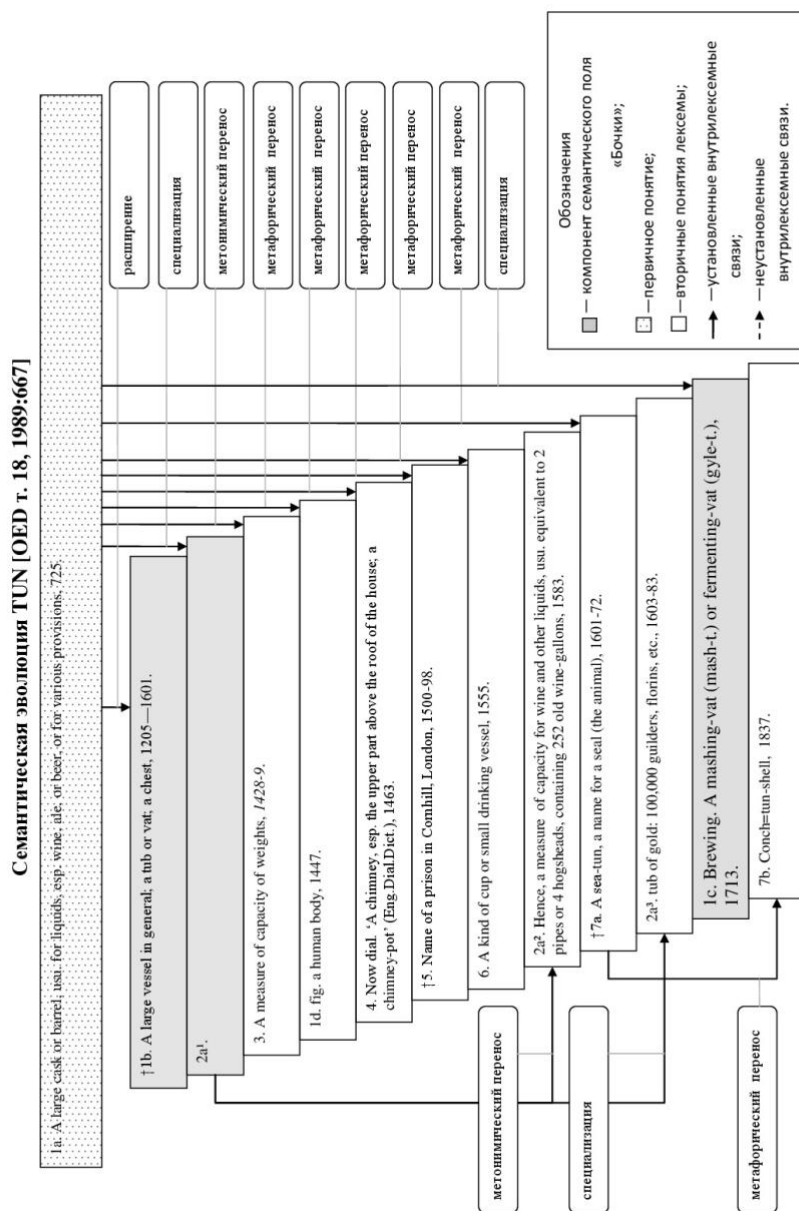 Семантическая эволюция TUN [OED т. 18, 1989:667]
1a. A large cask or barrel, usu. for liquids, esp. wine, ale, or beer, or for various provisions, 725.
†1b. A large vessel in general; a tub or vat; a chest, 1205—1601.
2a¹.
3. A measure of capacity of weights, 1428-9.
1d. fig. a human body, 1447.
4. Now dial. ‘A chimney, esp. the upper part above the roof of the house; a
chimney-pot’ (Eng.Dial.Dict.), 1463.
†5. Name of a prison in Cornhill, London, 1500-98.
6. A kind of cup or small drinking vessel, 1555.
2a². Hence, a measure of capacity for wine and other liquids, usu. equivalent to 2
pipes or 4 hogsheads, containing 252 old wine-gallons, 1583.
†7a. A sea-tun, a name for a seal (the animal), 1601-72.
2a³. tub of gold: 100,000 guilders, florins, etc., 1603-83.
1c. Brewing. A mashing-vat (mash-t.) or fermenting-vat (gyle-t.),
1713.
7b. Conch=tun-shell, 1837.
расширение
специализация
метонимический перенос
метафорический перенос
метафорический перенос
метафорический перенос
метафорический перенос
метафорический перенос
специализация
метонимический перенос
специализация
метафорический перенос
Обозначения
— компонент семантического поля
«Бочки»;
—первичное понятие;
—вторичные понятия лексемы;
—установленные внутрилексемные
связи;
—неустановленные
внутрилексемные связи.